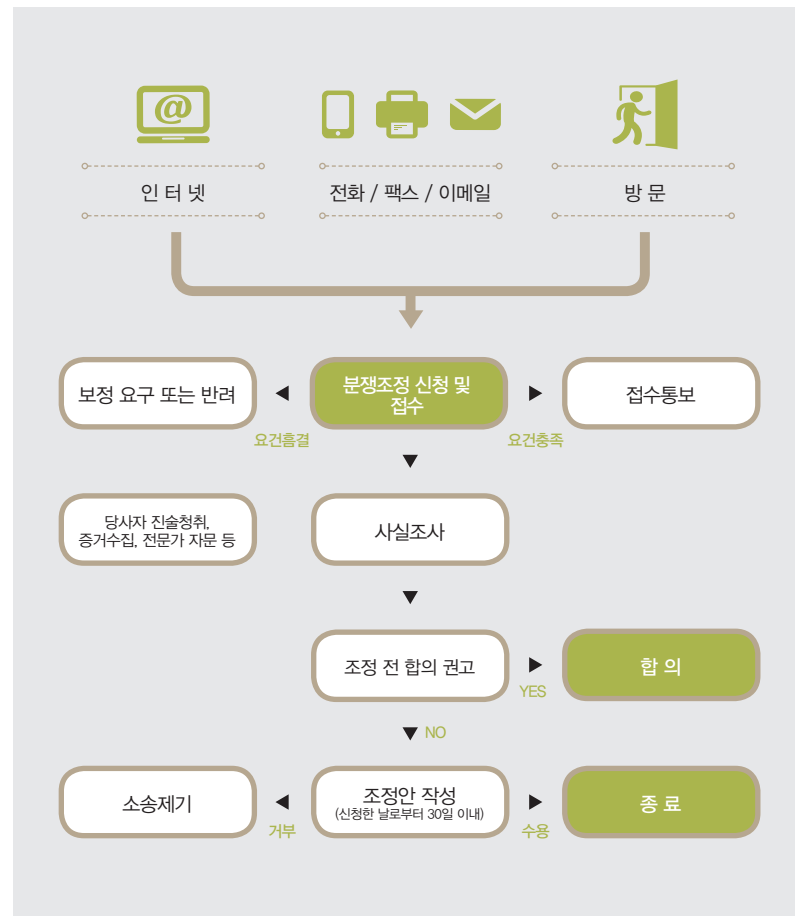 @
인 터 넷
전화 / 팩스 / 이메일
방 문
보정 요구 또는 반려
분쟁조정 신청 및
접수
접수통보
요건흠결
요건충족
당사자 진술청취,
증거수집, 전문가 자문 등
사실조사
조정 전 합의 권고
합 의
YES
NO
소송제기
조정안 작성
(신청한 날로부터 30일 이내)
종 료
거부
수용